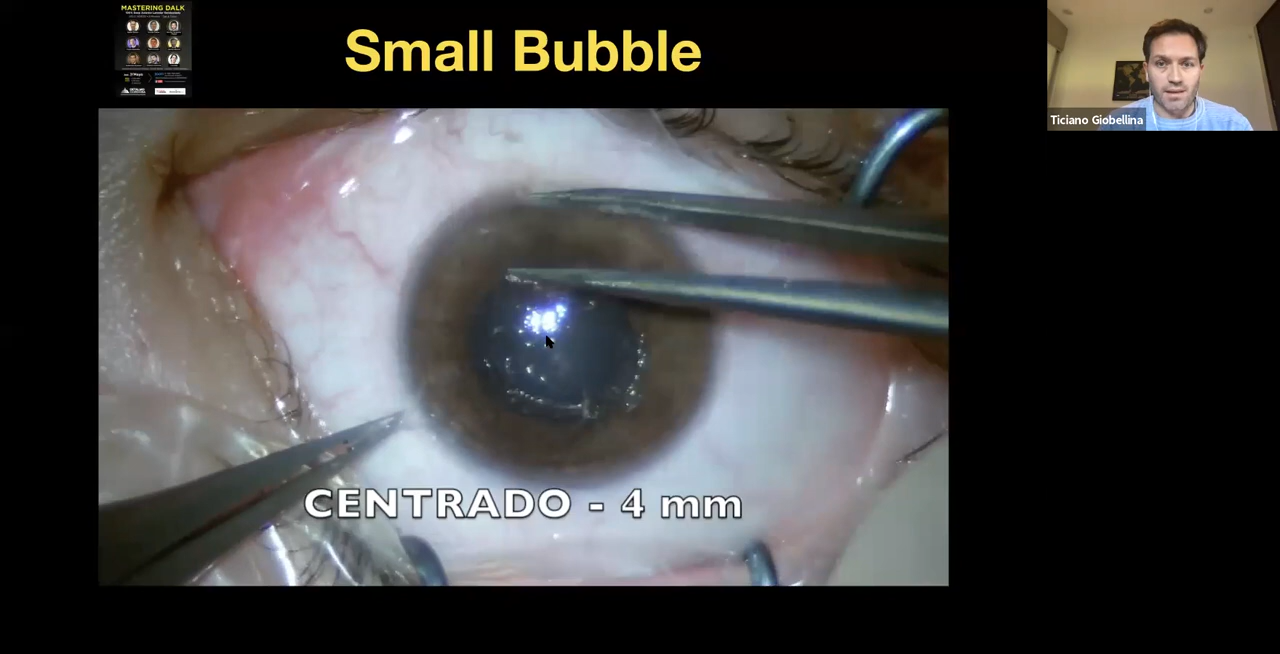 MASTERING DALK
Small Bubble
Ticiano Giobellina
CENTRADO - 4 mm